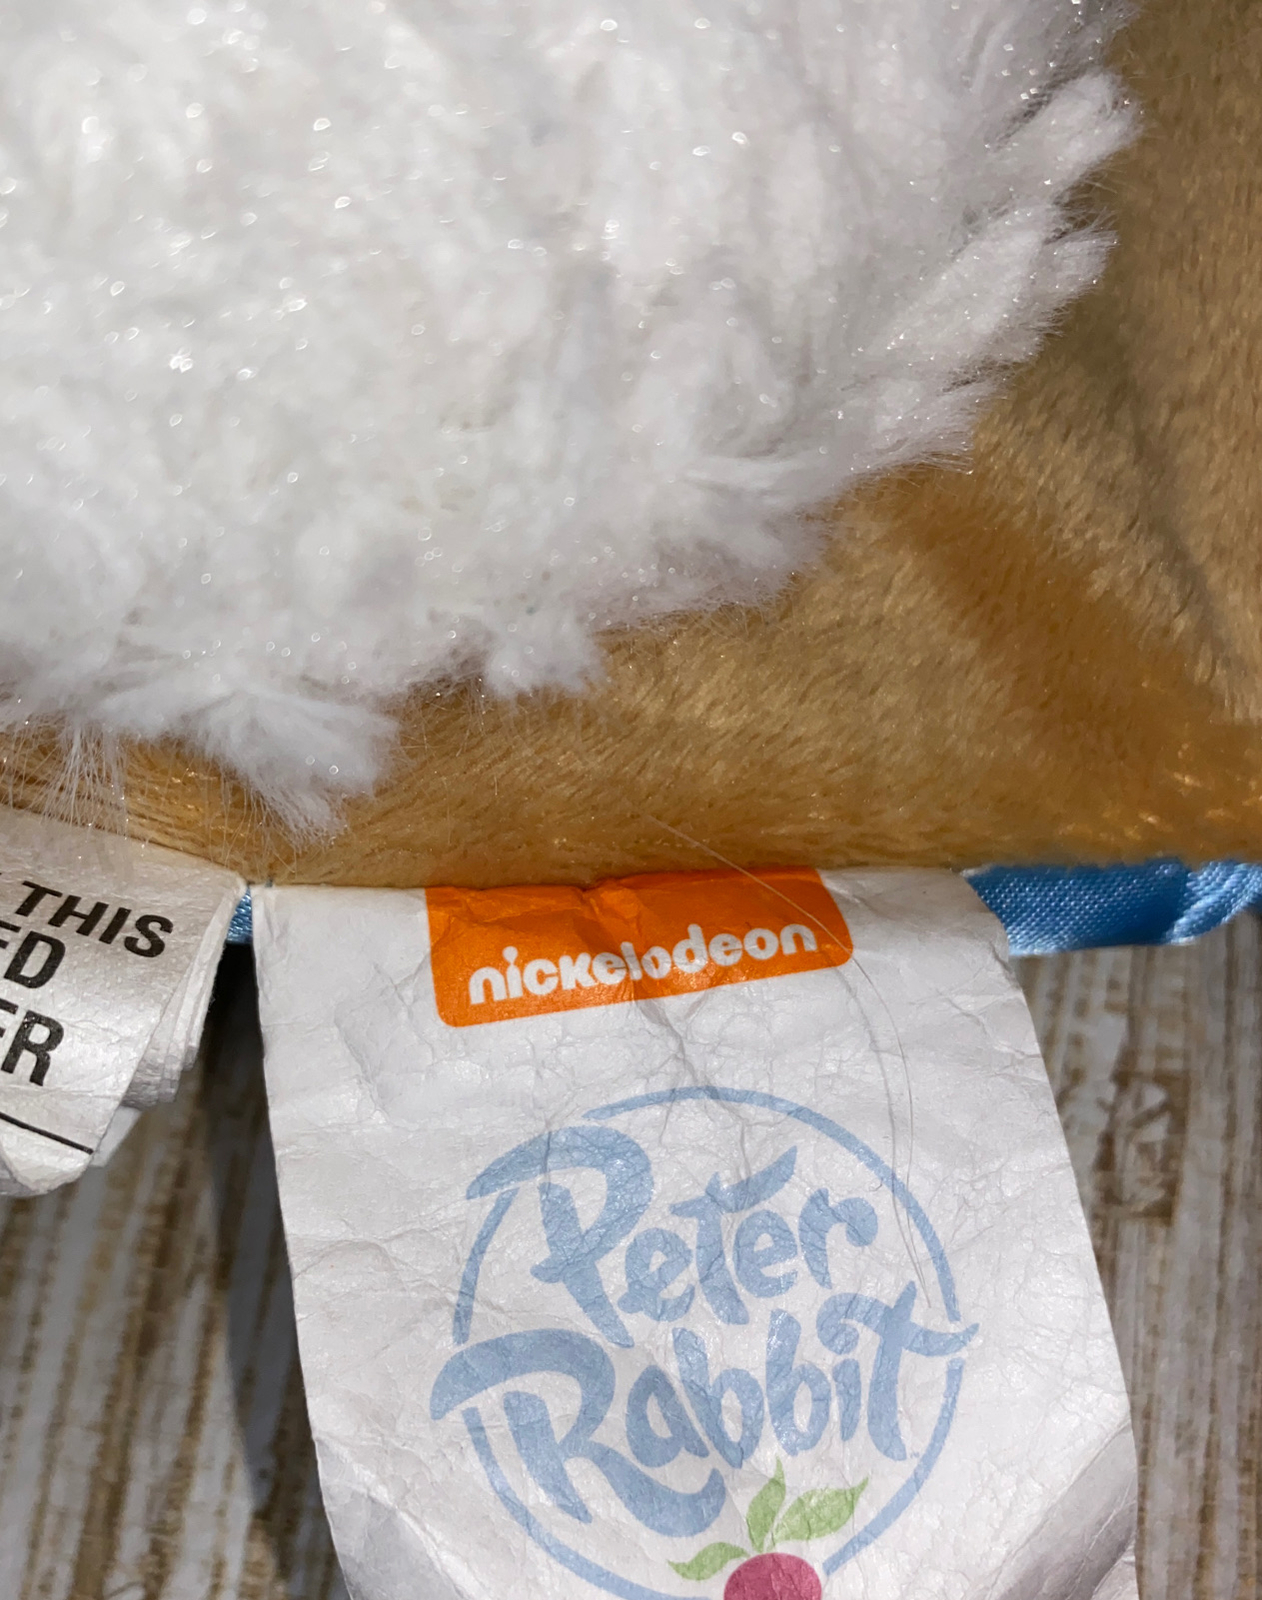 THIS
ED
ER
nickelodeon
Peter
Rabbit